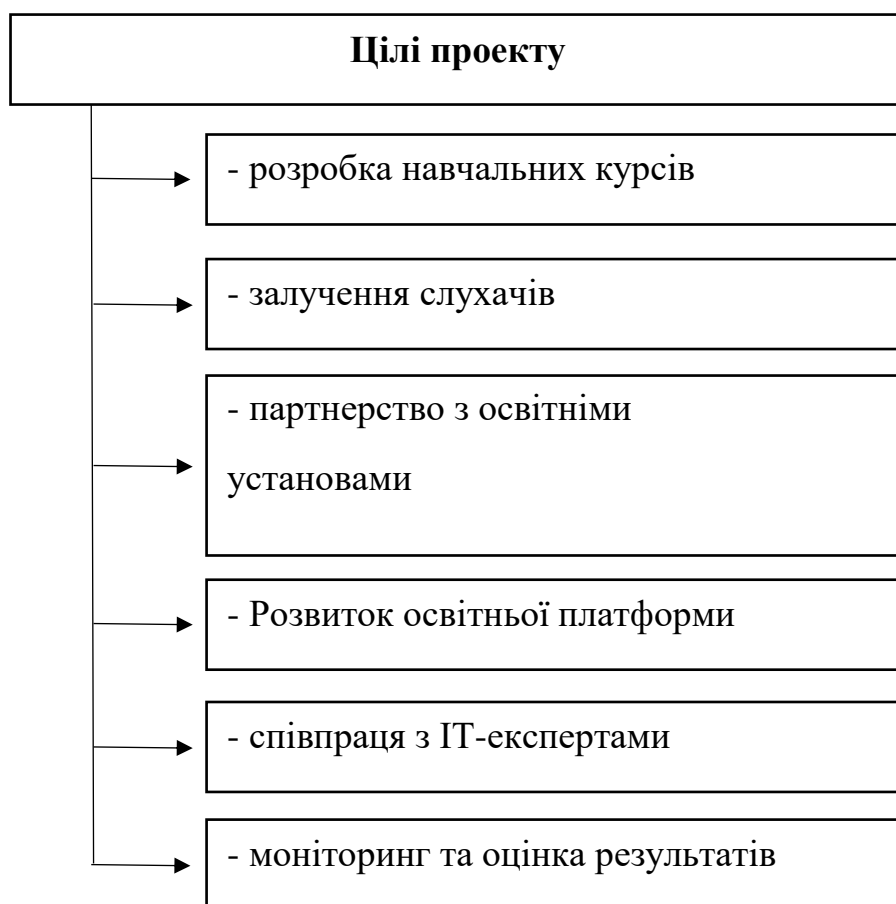 Цілі проекту
- розробка навчальних курсів
- залучення слухачів
- партнерство з освітніми
установами
- Розвиток освітньої платформи
- співпраця з ІТ-експертами
- моніторинг та оцінка результатів